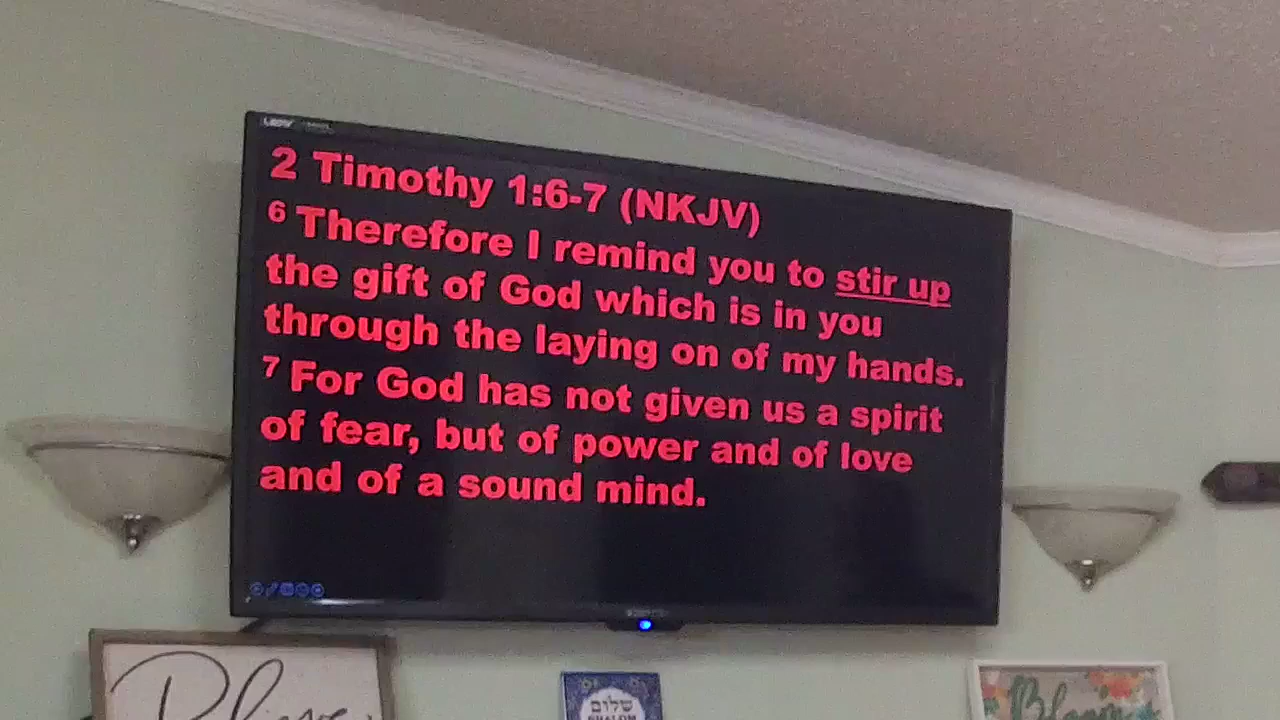 2 Timothy 1:6-7 (NKJV)
6 Therefore I remind you to stir up
the gift of God which is in you
through the laying on of my hands.
7 For God has not given us a spirit
of fear, but of power and of love
and of a sound mind.
שלום
SHALOM